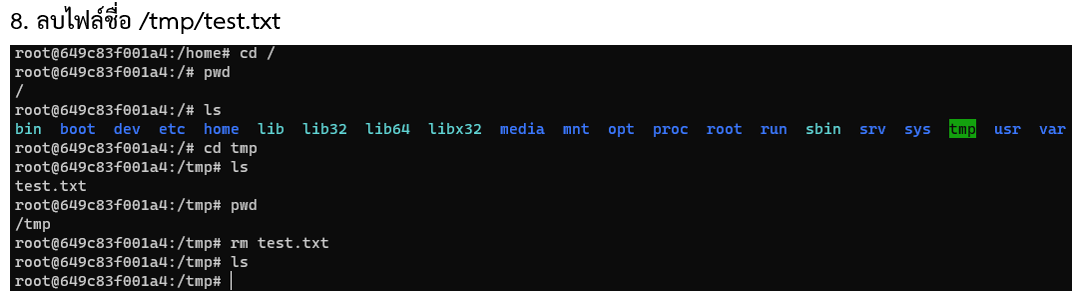 8. ลบไฟล์ชื่อ /tmp/test.txt
root@649c83f001a4:/home# cd /
root@649c83f001a4:/# pwd
/
root@649c83f001a4:/# ls
bin boot dev etc home lib lib32 lib64 libx32 media mnt opt proc root run sbin srv sys tmp usr var
root@649c83f001a4:/# cd tmp
root@649c83f001a4:/tmp# ls
test.txt
root@649c83f001a4:/tmp# pwd
/tmp
root@649c83f001a4:/tmp# rm test.txt
root@649c83f001a4:/tmp# ls
root@649c83f001a4:/tmp#